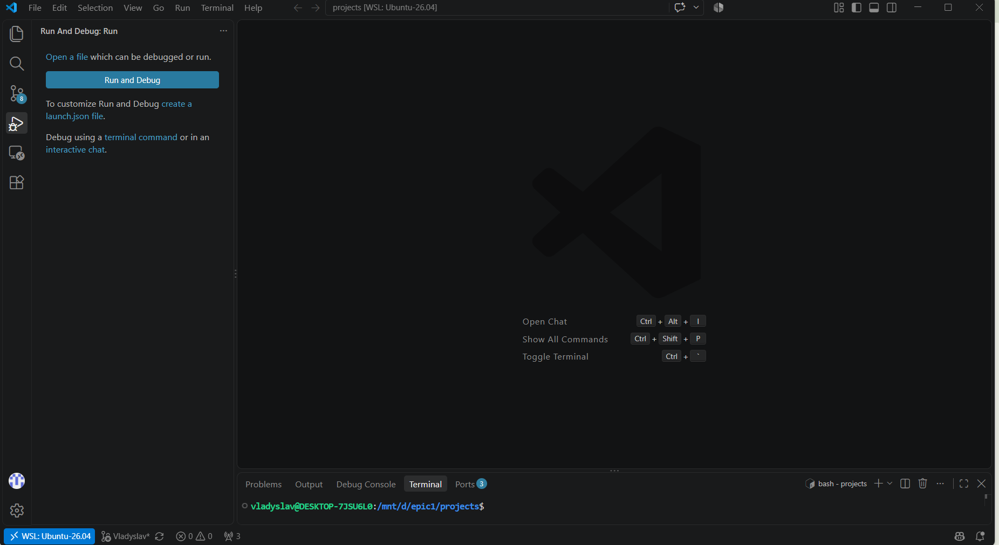 File Edit Selection View Go Run Terminal Help
projects [WSL: Ubuntu-26.04]
Run And Debug: Run
Open a file which can be debugged or run.
Run and Debug
To customize Run and Debug create a
launch.json file.
Debug using a terminal command or in an
interactive chat.
8
Open Chat Ctrl + Alt + I
Show All Commands Ctrl + Shift + P
Toggle Terminal Ctrl + `
Problems Output Debug Console Terminal Ports 3
bash - projects
vladyslav@DESKTOP-7JSU6L0:/mnt/d/epic1/projects$
WSL: Ubuntu-26.04 Vladyslav* 0 0 3